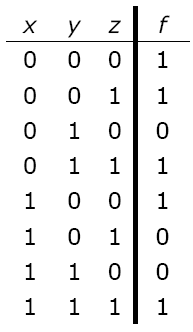 x y z f
0 0 0 1
0 0 1 1
0 1 0 0
0 1 1 1
1 0 0 1
1 0 1 0
1 1 0 0
1 1 1 1